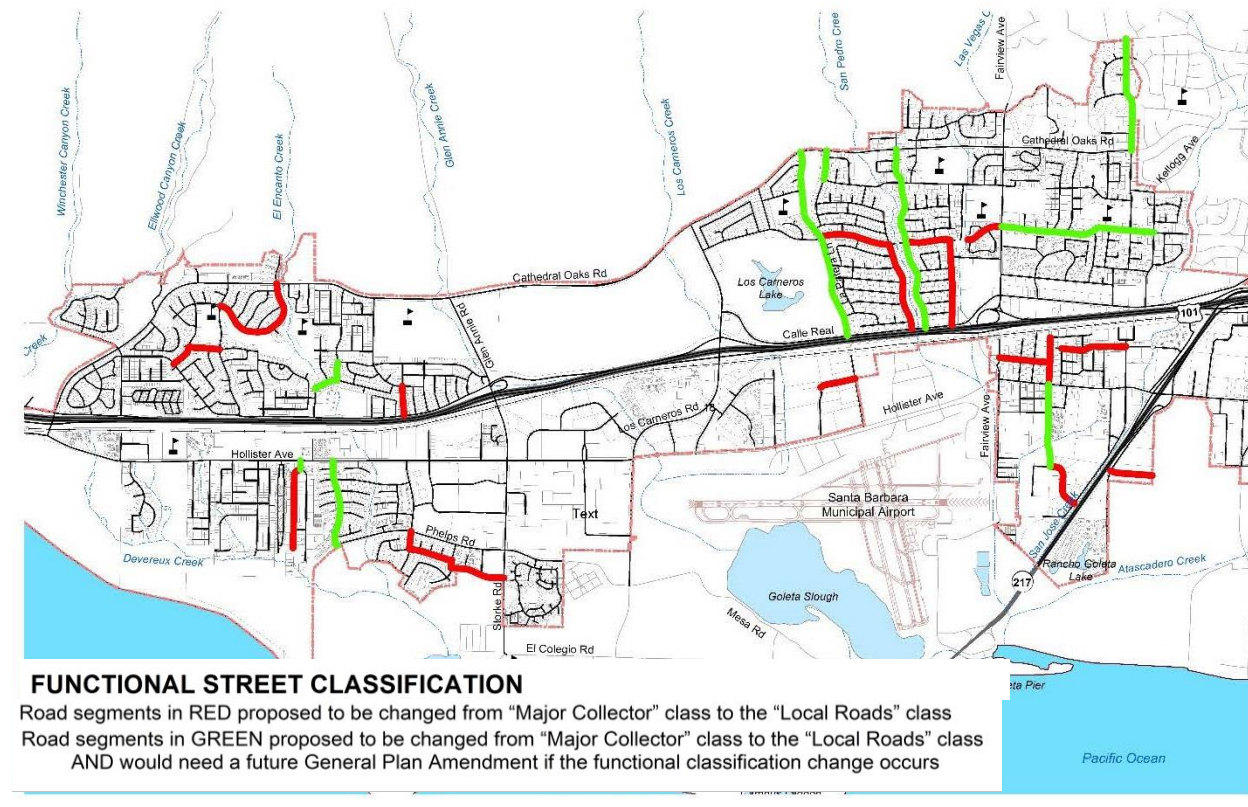 Winchester Canyon Creek
Ellwood Canyon Creek
El Encanto Creek
Glen Annie Creek
Los Carneros Creek
San Pedro Creek
Las Vegas C
Fairview Ave
Cathedral Oaks Rd
Kellogg Ave
Cathedral Oaks Rd
Los Carneros
Lake
La Patera Ln
Calle Real
Glen Annie Rd
101
Creek
Los Carneros Rd
Hollister Ave
Fairview Ave
Hollister Ave
Santa Barbara
Municipal Airport
Text
Phelps Rd
Devereux Creek
San Jose Creek
Rancho Goleta
Lake
Atascadero Creek
217
Storke Rd
Goleta Slough
Mesa Rd
El Colegio Rd
FUNCTIONAL STREET CLASSIFICATION
Road segments in RED proposed to be changed from “Major Collector” class to the “Local Roads” class
Road segments in GREEN proposed to be changed from “Major Collector” class to the “Local Roads” class
AND would need a future General Plan Amendment if the functional classification change occurs
eta Pier
Pacific Ocean